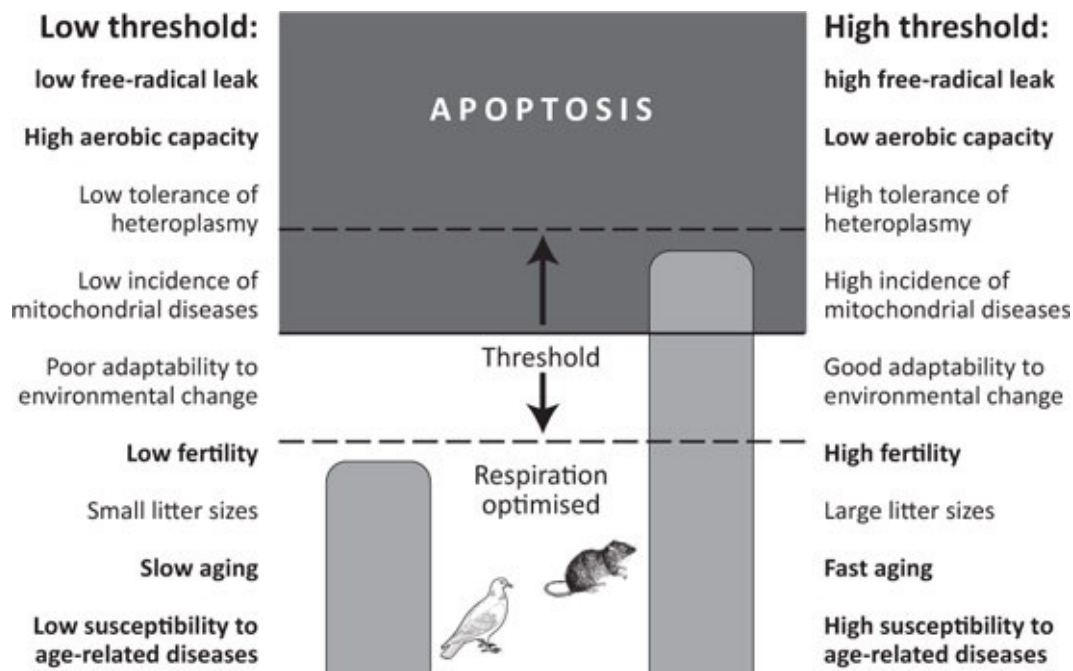 Low threshold:
low free-radical leak
High aerobic capacity
Low tolerance of
heteroplasmy
Low incidence of
mitochondrial diseases
Poor adaptability to
environmental change
Low fertility
Small litter sizes
Slow aging
Low susceptibility to
age-related diseases
APOPTOSIS
Threshold
Respiration
optimised
High threshold:
high free-radical leak
Low aerobic capacity
High tolerance of
heteroplasmy
High incidence of
mitochondrial diseases
Good adaptability to
environmental change
High fertility
Large litter sizes
Fast aging
High susceptibility to
age-related diseases